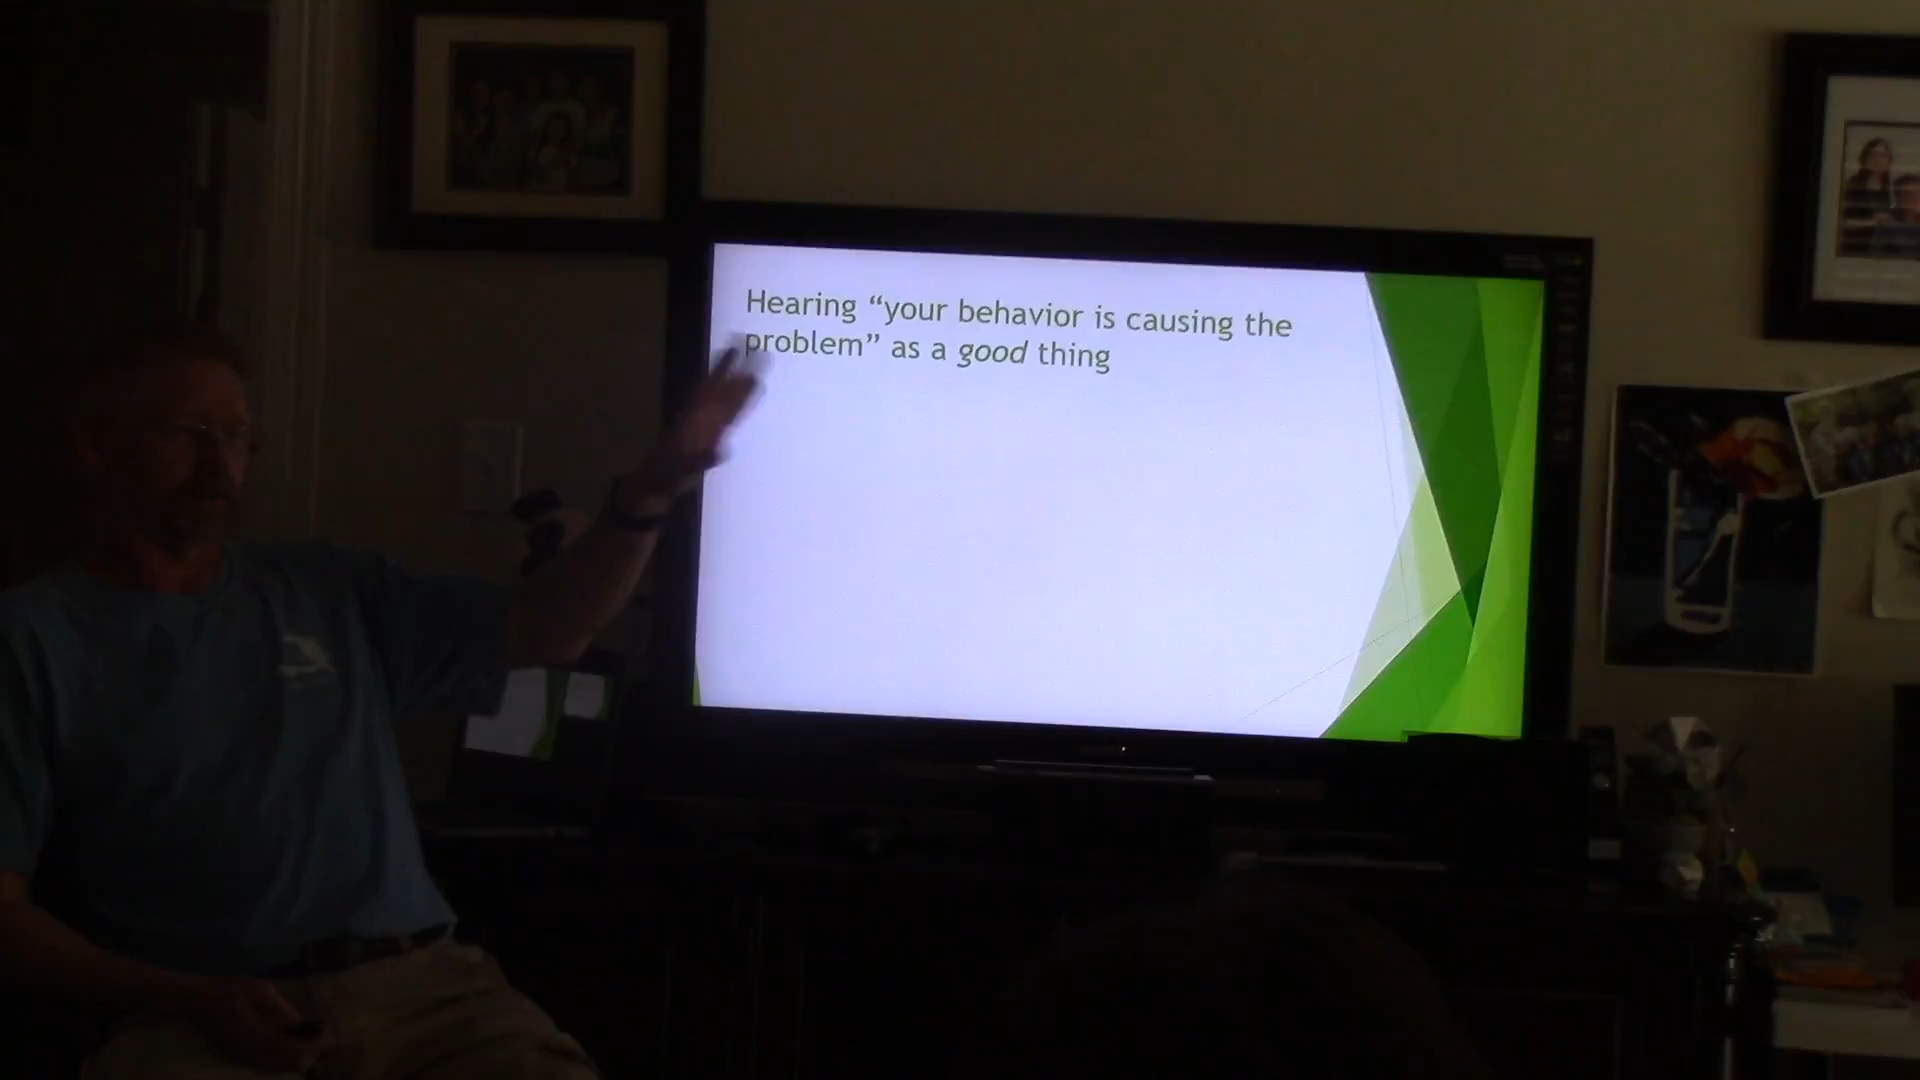 Hearing “your behavior is causing the
problem” as a good thing